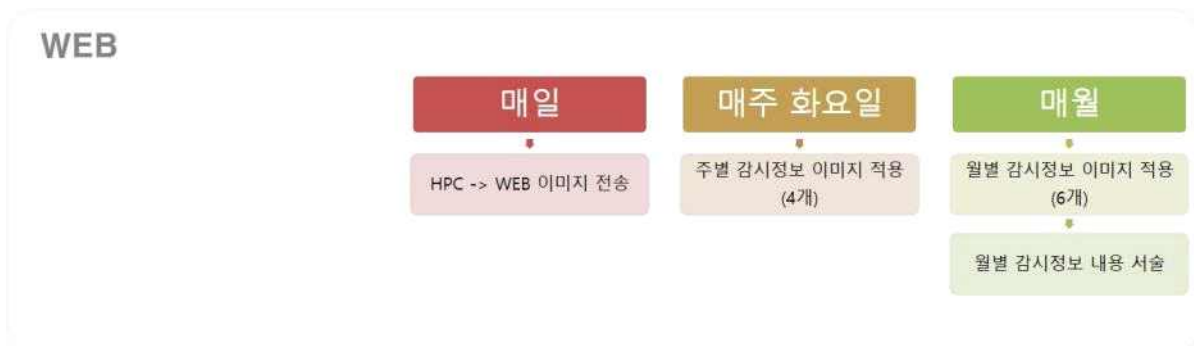 WEB
매일
HPC -> WEB 이미지 전송
매주 화요일
주별 감시정보 이미지 적용
(4개)
매월
월별 감시정보 이미지 적용
(6개)
월별 감시정보 내용 서술